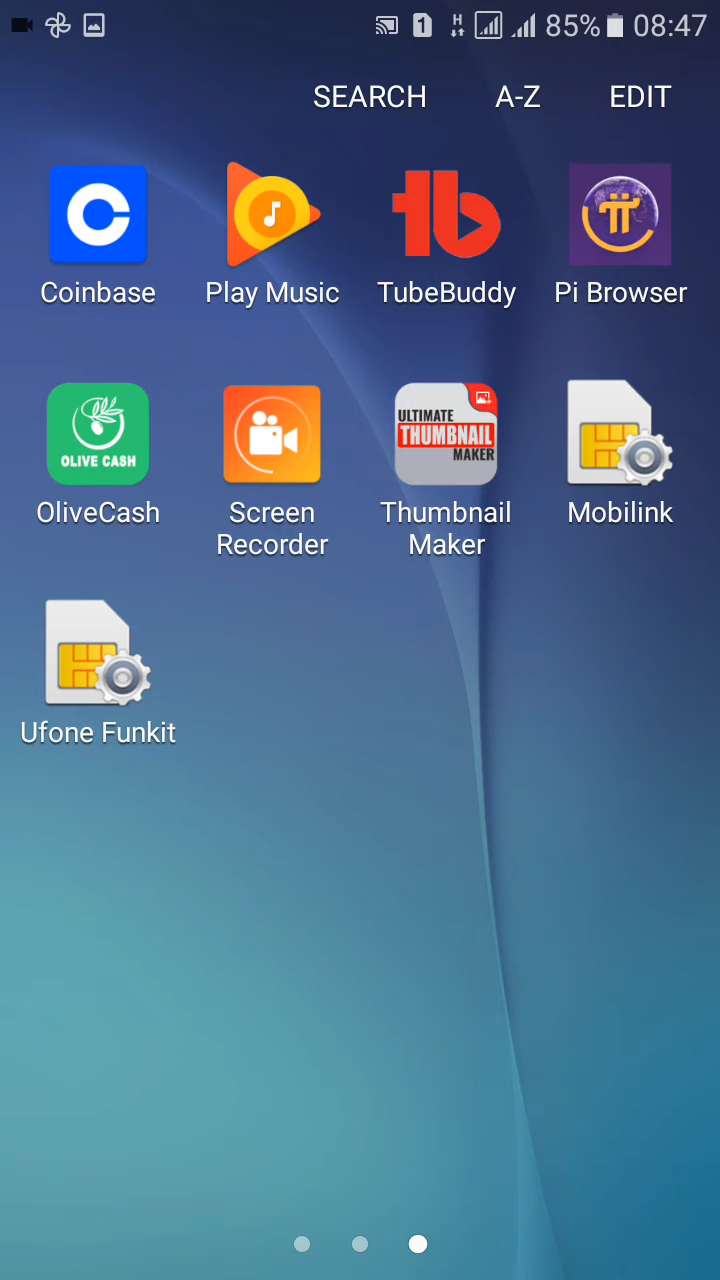 1 H 85% 08:47
SEARCH A-Z EDIT
Coinbase Play Music TubeBuddy Pi Browser
OLIVE CASH
ULTIMATE
THUMBNAIL
MAKER
OliveCash Screen Recorder Thumbnail Maker Mobilink
Ufone Funkit